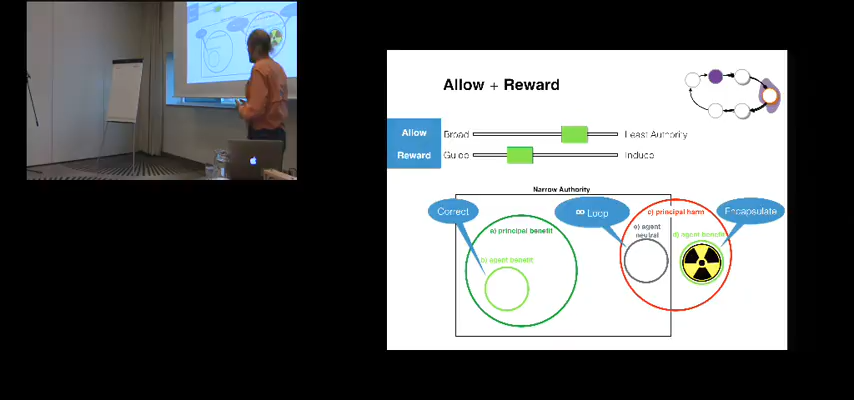 Allow + Reward
Allow Broad Least Authority
Reward Guide Induce
Narrow Authority
Correct
∞ Loop
c) principal harm
Encapsulate
a) principal benefit
e) agent
neutral
d) agent benefit
b) agent benefit